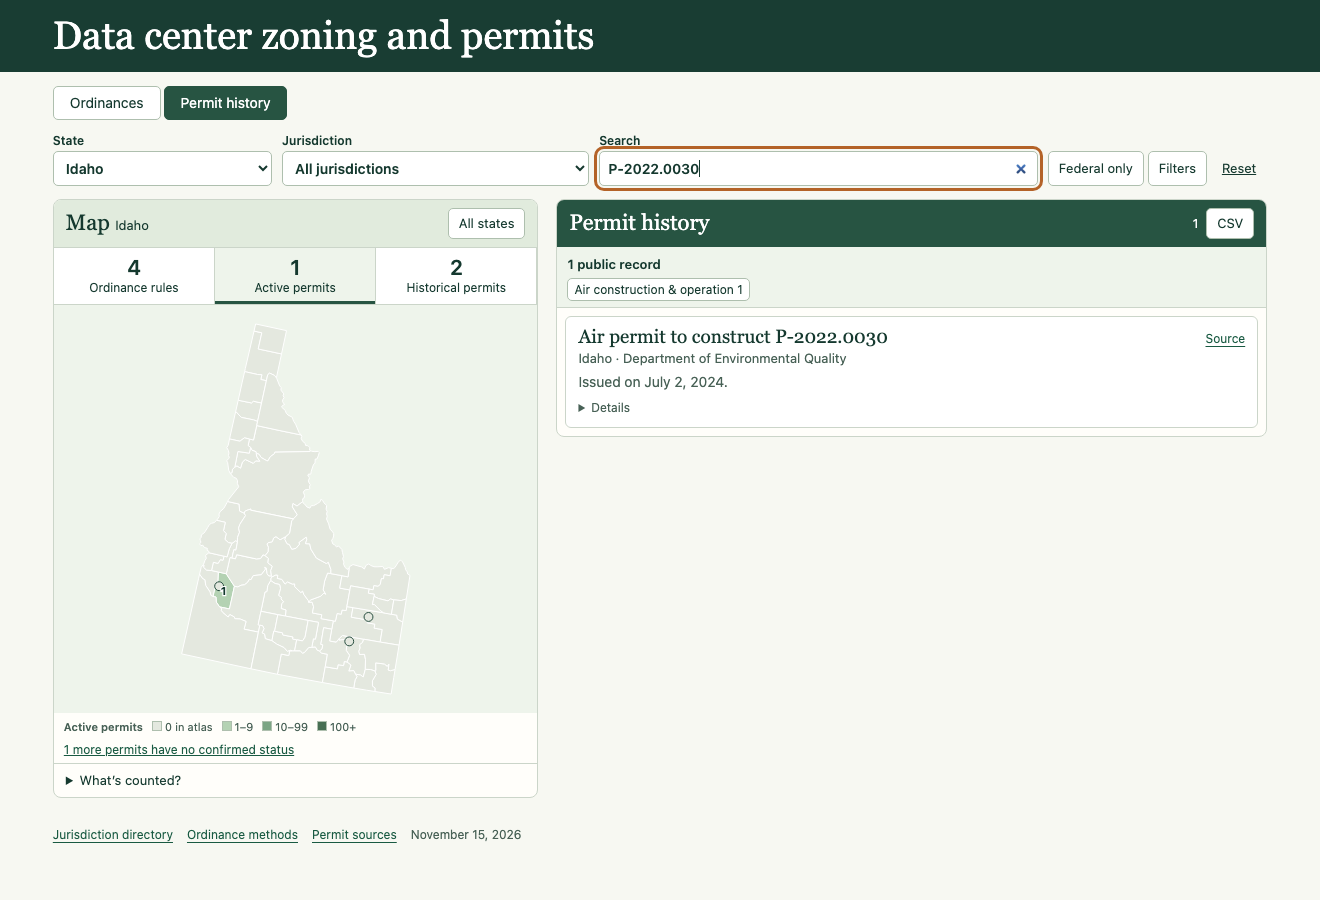 Data center zoning and permits
Ordinances
Permit history
State
Jurisdiction
Search
Idaho
All jurisdictions
P-2022.0030
Federal only
Filters
Reset
Map Idaho
All states
4
Ordinance rules
1
Active permits
2
Historical permits
1
Active permits 0 in atlas 1–9 10–99 100+
1 more permits have no confirmed status
What’s counted?
Permit history
1 CSV
1 public record
Air construction & operation 1
Air permit to construct P-2022.0030
Source
Idaho · Department of Environmental Quality
Issued on July 2, 2024.
Details
Jurisdiction directory Ordinance methods Permit sources November 15, 2026